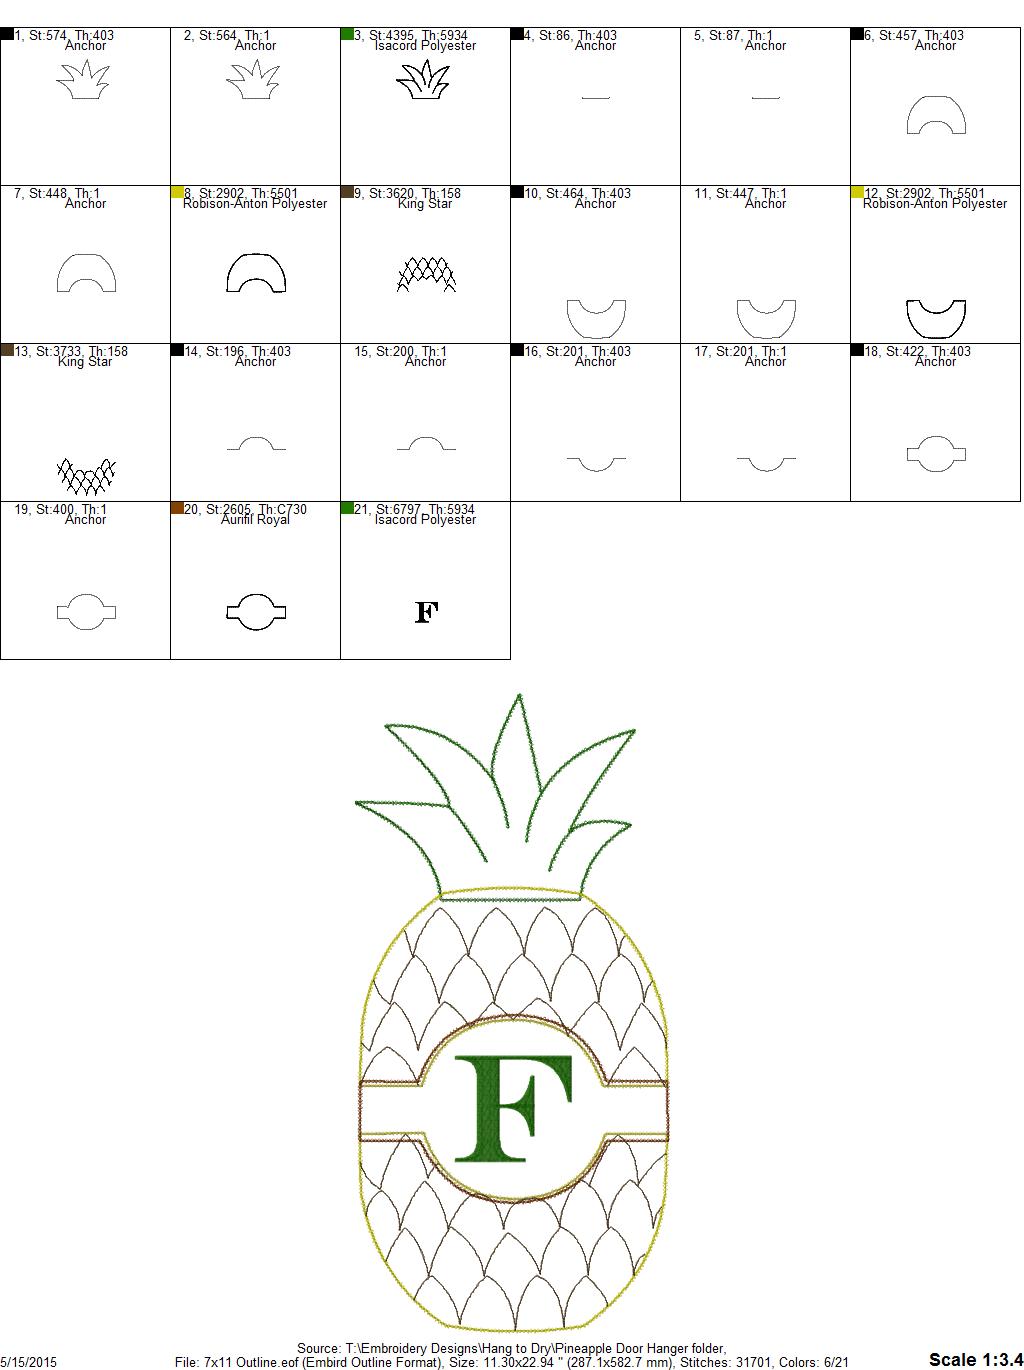 1, St:574, Th:403
Anchor
2, St:564, Th:1
Anchor
3, St:4395, Th:5934
Isacord Polyester
4, St:86, Th:403
Anchor
5, St:87, Th:1
Anchor
6, St:457, Th:403
Anchor
7, St:448, Th:1
Anchor
8, St:2902, Th:5501
Robison-Anton Polyester
9, St:3620, Th:158
King Star
10, St:464, Th:403
Anchor
11, St:447, Th:1
Anchor
12, St:2902, Th:5501
Robison-Anton Polyester
13, St:3733, Th:158
King Star
14, St:196, Th:403
Anchor
15, St:200, Th:1
Anchor
16, St:201, Th:403
Anchor
17, St:201, Th:1
Anchor
18, St:422, Th:403
Anchor
19, St:400, Th:1
Anchor
20, St:2605, Th:C730
Aurifil Royal
21, St:6797, Th:5934
Isacord Polyester
F
F
Source: T:\Embroidery Designs\Hang to Dry\Pineapple Door Hanger folder,
5/15/2015 File: 7x11 Outline.eof (Embird Outline Format), Size: 11.30x22.94 " (287.1x582.7 mm), Stitches: 31701, Colors: 6/21 Scale 1:3.4